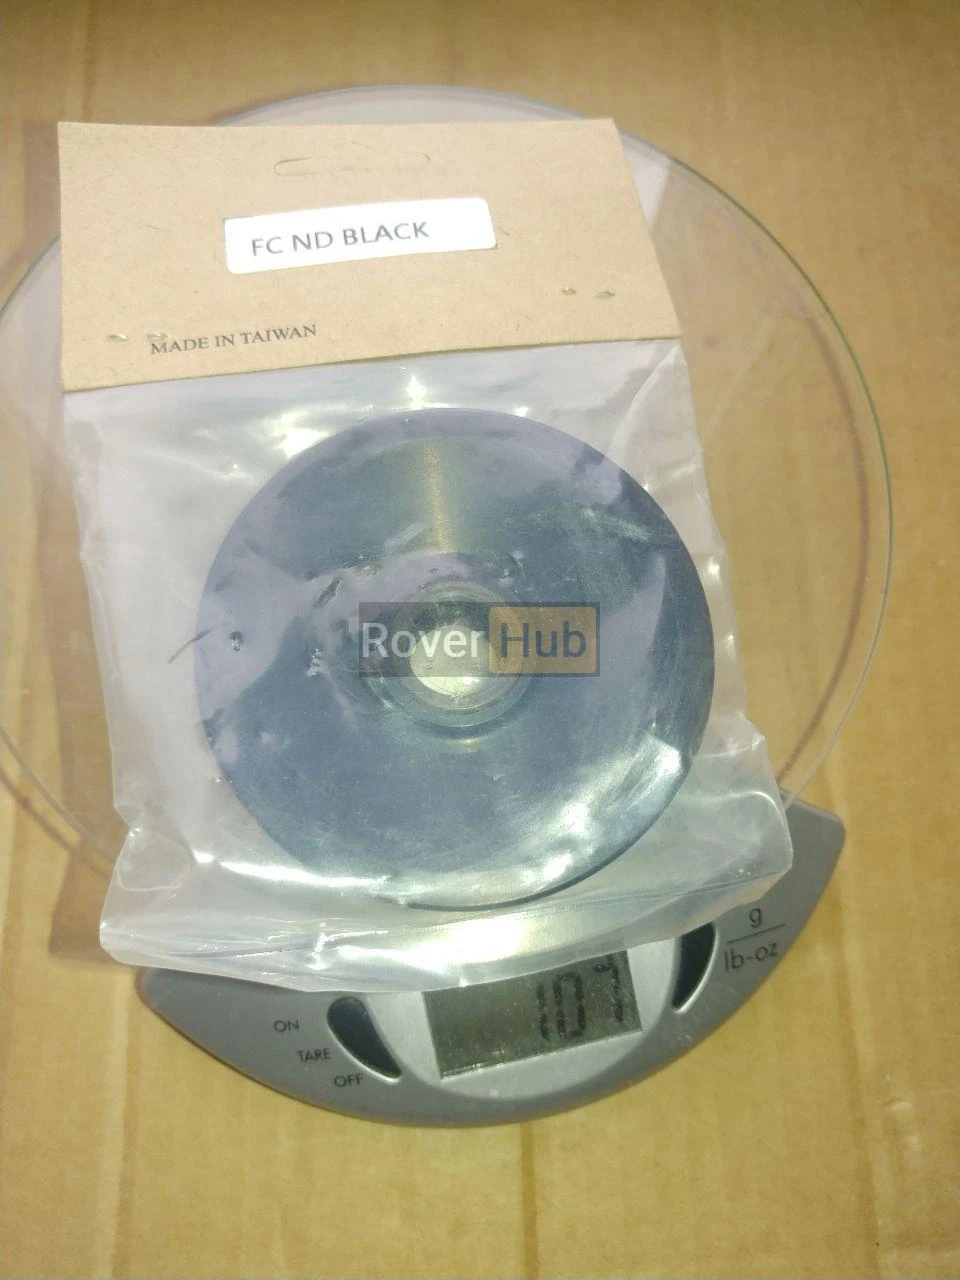 FC ND BLACK
MADE IN TAIWAN
Rover Hub
g
lb-oz
ON
TARE
OFF